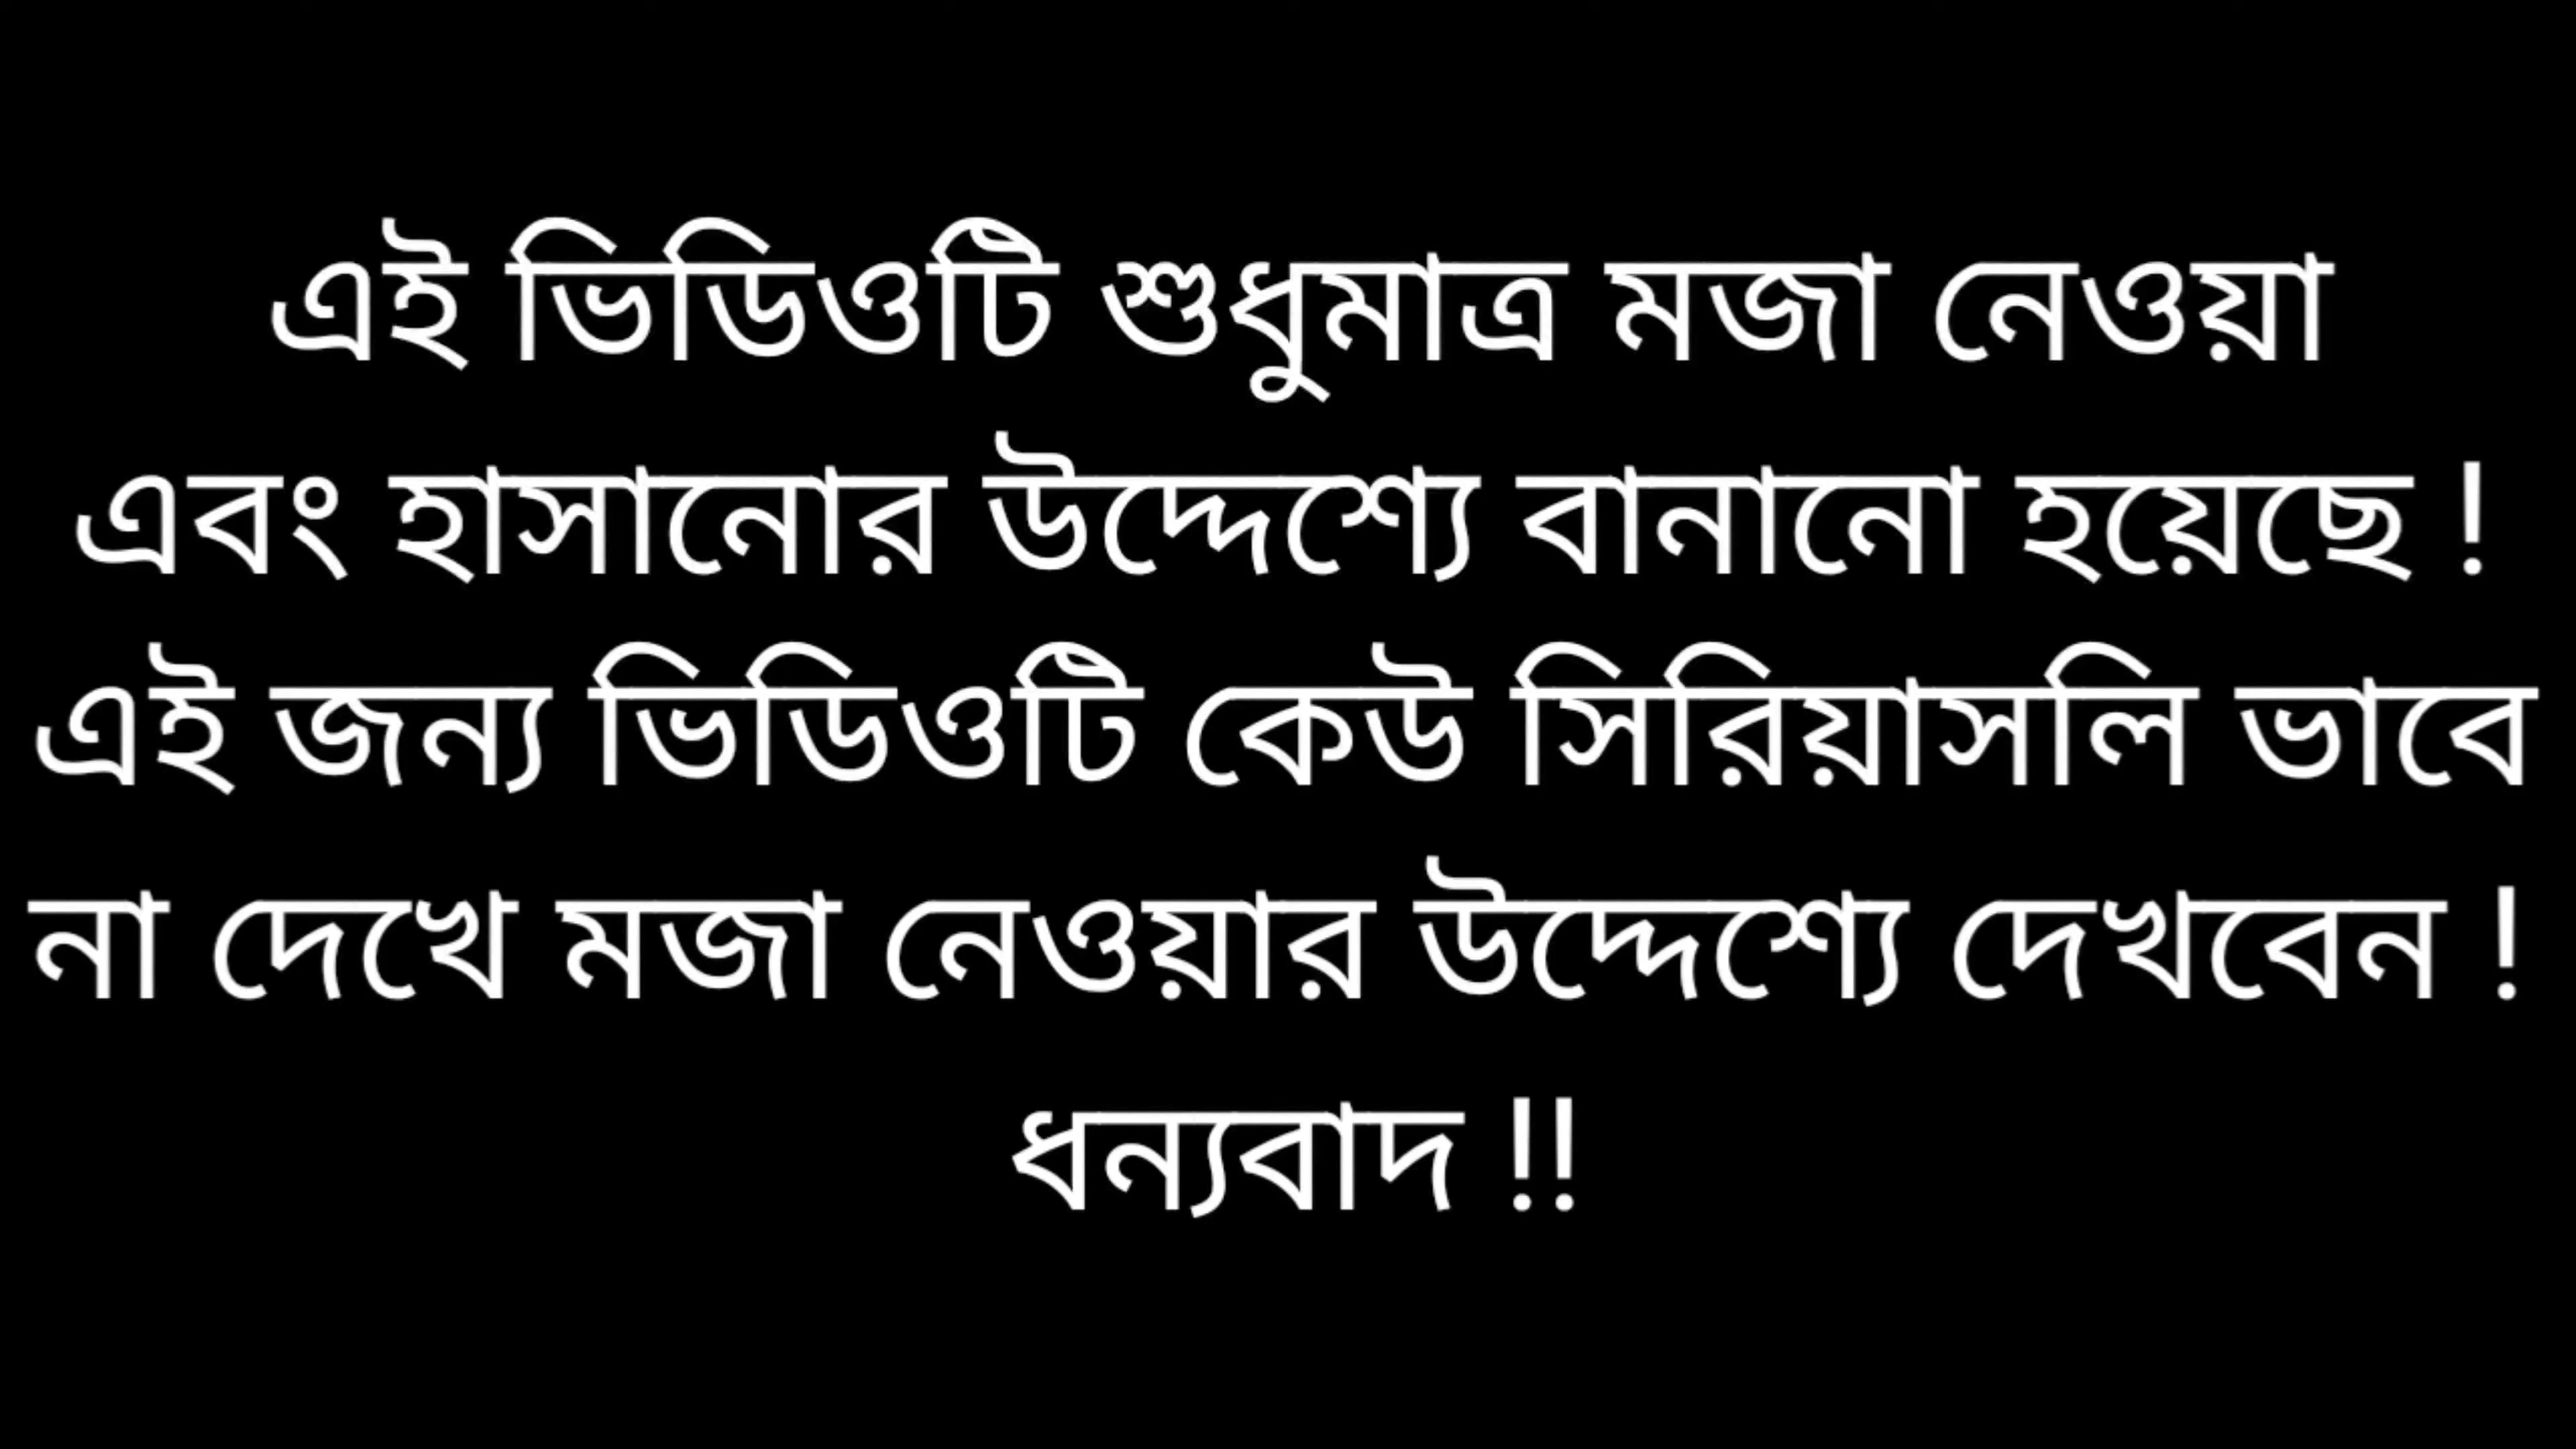 এই ভিডিওটি শুধুমাত্র মজা নেওয়া
এবং হাসানোর উদ্দেশ্যে বানানো হয়েছে !
এই জন্য ভিডিওটি কেউ সিরিয়াসলি ভাবে
না দেখে মজা নেওয়ার উদ্দেশ্যে দেখবেন !
ধন্যবাদ !!